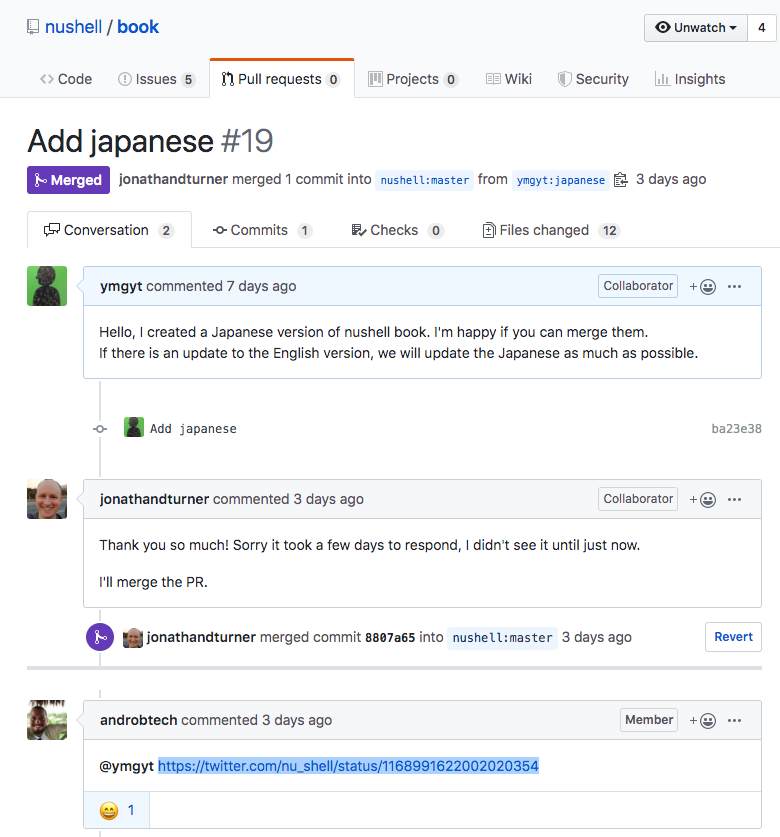 nushell / book
Unwatch 4
Code Issues 5 Pull requests 0 Projects 0 Wiki Security Insights
Add japanese #19
Merged jonathandturner merged 1 commit into nushell:master from ymgyt:japanese 3 days ago
Conversation 2 Commits 1 Checks 0 Files changed 12
ymgyt commented 7 days ago Collaborator
Hello, I created a Japanese version of nushell book. I'm happy if you can merge them.
If there is an update to the English version, we will update the Japanese as much as possible.
Add japanese ba23e38
jonathandturner commented 3 days ago Collaborator
Thank you so much! Sorry it took a few days to respond, I didn't see it until just now.
I'll merge the PR.
jonathandturner merged commit 8807a65 into nushell:master 3 days ago Revert
androbtech commented 3 days ago Member
@ymgyt https://twitter.com/nu_shell/status/1168991622002020354
😄 1